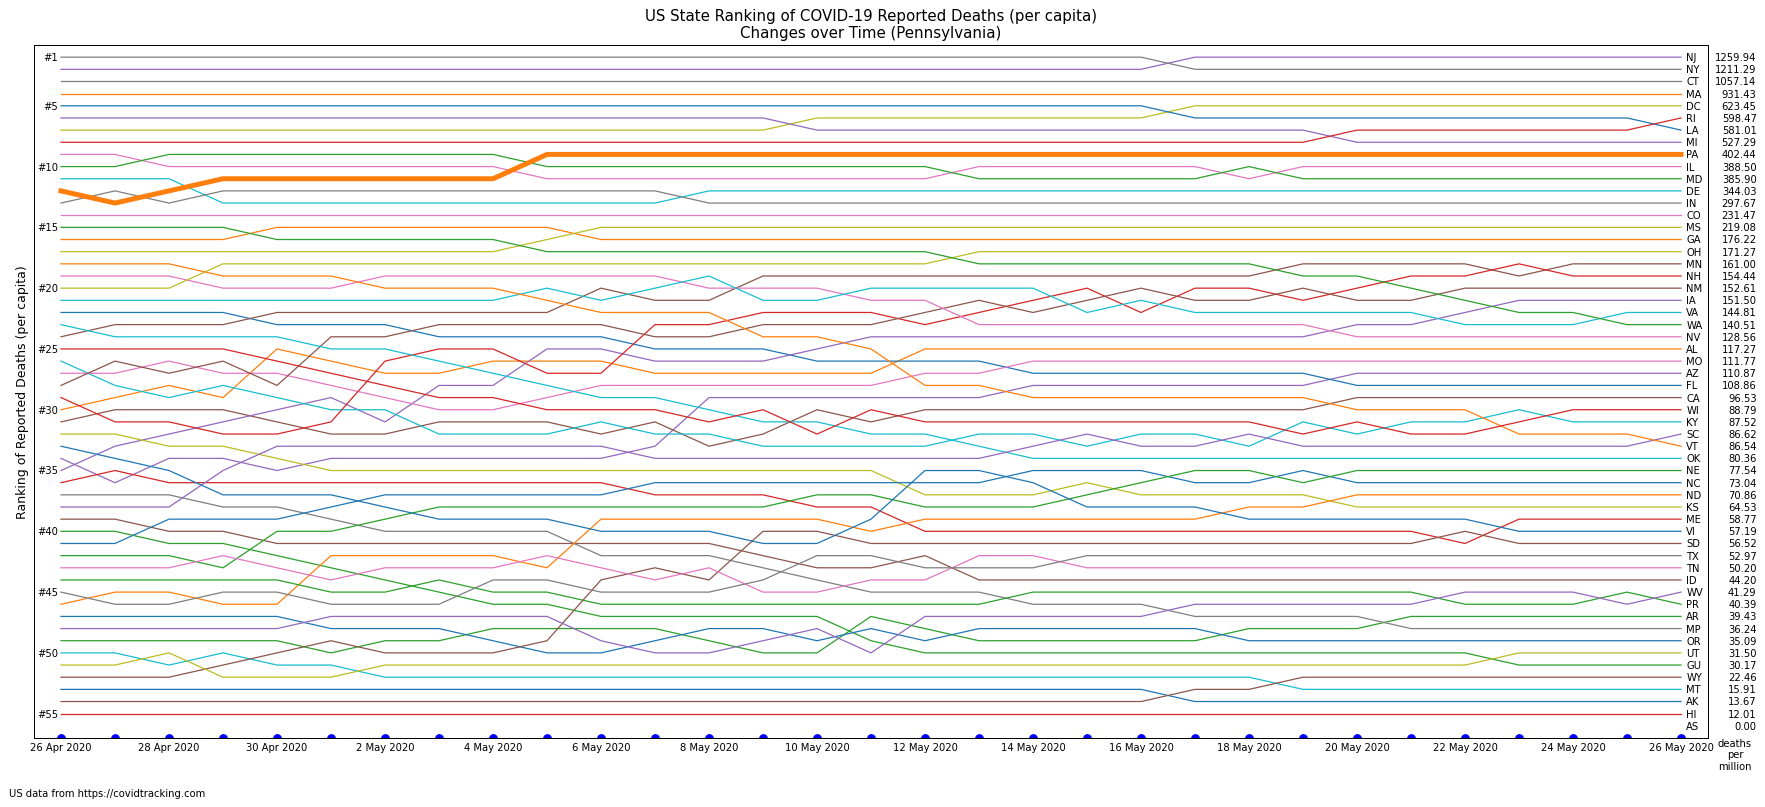 US State Ranking of COVID-19 Reported Deaths (per capita)
Changes over Time (Pennsylvania)
Ranking of Reported Deaths (per capita)
#1
#5
#10
#15
#20
#25
#30
#35
#40
#45
#50
#55
NJ 1259.94
NY 1211.29
CT 1057.14
MA 931.43
DC 623.45
RI 598.47
LA 581.01
MI 527.29
PA 402.44
IL 388.50
MD 385.90
DE 344.03
IN 297.67
CO 231.47
MS 219.08
GA 176.22
OH 171.27
MN 161.00
NH 154.44
NM 152.61
IA 151.50
VA 144.81
WA 140.51
NV 128.56
AL 117.27
MO 111.77
AZ 110.87
FL 108.86
CA 96.53
WI 88.79
KY 87.52
SC 86.62
VT 86.54
OK 80.36
NE 77.54
NC 73.04
ND 70.86
KS 64.53
ME 58.77
VI 57.19
SD 56.52
TX 52.97
TN 50.20
ID 44.20
WV 41.29
PR 40.39
AR 39.43
MP 36.24
OR 35.09
UT 31.50
GU 30.17
WY 22.46
MT 15.91
AK 13.67
HI 12.01
AS 0.00
26 Apr 2020 28 Apr 2020 30 Apr 2020 2 May 2020 4 May 2020 6 May 2020 8 May 2020 10 May 2020 12 May 2020 14 May 2020 16 May 2020 18 May 2020 20 May 2020 22 May 2020 24 May 2020 26 May 2020
deaths
per
million
US data from https://covidtracking.com